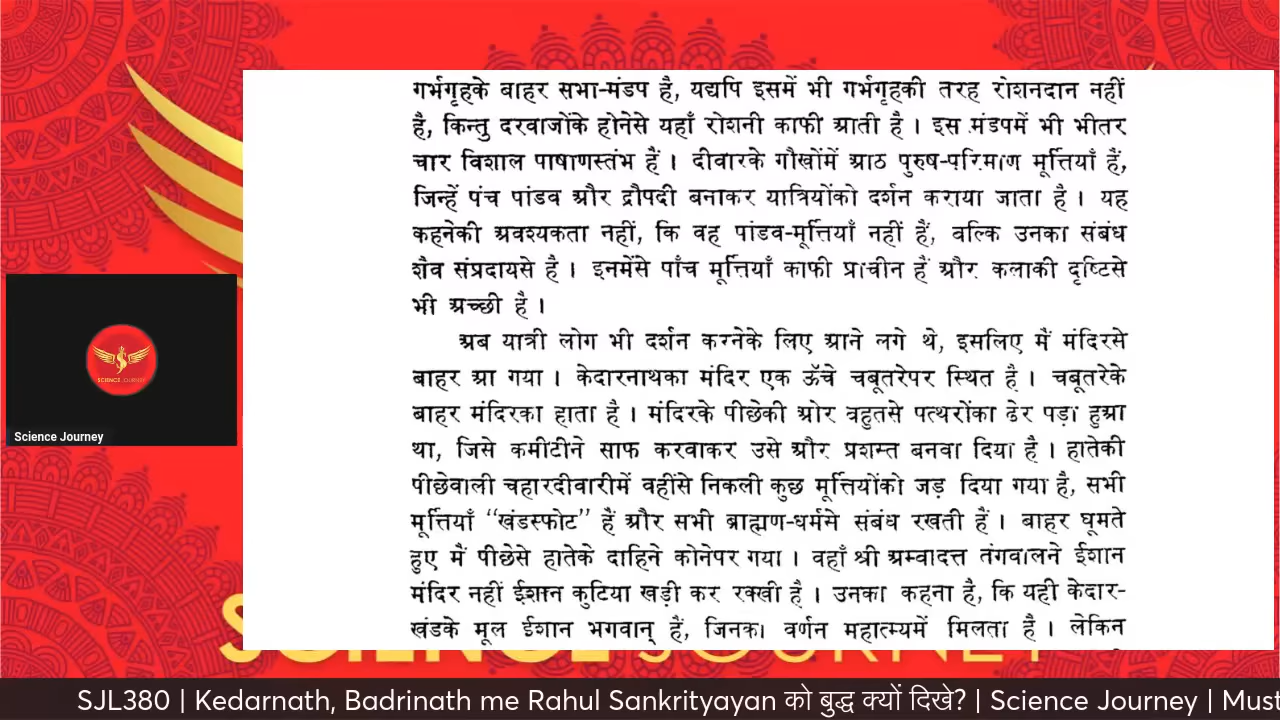 गर्भगृहके बाहर सभा-मंडप है, यद्यपि इसमें भी गर्भगृहकी तरह रोशनदान नहीं
है, किन्तु दरवाजोंके होनेसे यहाँ रोशनी काफी आती है। इस मंडपमें भी भीतर
चार विशाल पाषाणस्तंभ हैं। दीवारके गौखोंमें आठ पुरुष-परिमाण मूर्त्तियाँ हैं,
जिन्हें पंच पांडव और द्रौपदी बनाकर यात्रियोंको दर्शन कराया जाता है। यह
कहनेकी अवश्यकता नहीं, कि वह पांडव-मूर्त्तियाँ नहीं हैं, वल्कि उनका संबंध
शैव संप्रदायसे है। इनमेंसे पाँच मूर्त्तियाँ काफी प्राचीन हैं और कलाकी दृष्टिसे
भी अच्छी है।
अब यात्री लोग भी दर्शन करनेके लिए आने लगे थे, इसलिए मैं मंदिरसे
बाहर आ गया। केदारनाथका मंदिर एक ऊँचे चबूतरेपर स्थित है। चबूतरेके
बाहर मंदिरका हाता है। मंदिरके पीछेकी ओर वहुतसे पत्थरोंका ढेर पड़ा हुआ
था, जिसे कमीटीने साफ करवाकर उसे और प्रशस्त बनवा दिया है। हातेकी
पीछेवाली चहारदीवारीमें वहींसे निकली कुछ मूर्त्तियोंको जड़ दिया गया है, सभी
मूर्त्तियाँ “खंडस्फोट” हैं और सभी ब्राह्मण-धर्मसे संबंध रखती हैं। बाहर घूमते
हुए मैं पीछेसे हातेके दाहिने कोनेपर गया। वहाँ श्री अम्वादत्त तंगवालने ईशान
मंदिर नहीं ईशान कुटिया खड़ी कर रक्खी है। उनका कहना है, कि यही केदार-
खंडके मूल ईशान भगवान् हैं, जिनका वर्णन महात्म्यमें मिलता है। लेकिन
SCIENCE JOURNEY
Science Journey
SCIENCE JOURNEY
SJL380 | Kedarnath, Badrinath me Rahul Sankrityayan को बुद्ध क्यों दिखे? | Science Journey | Must